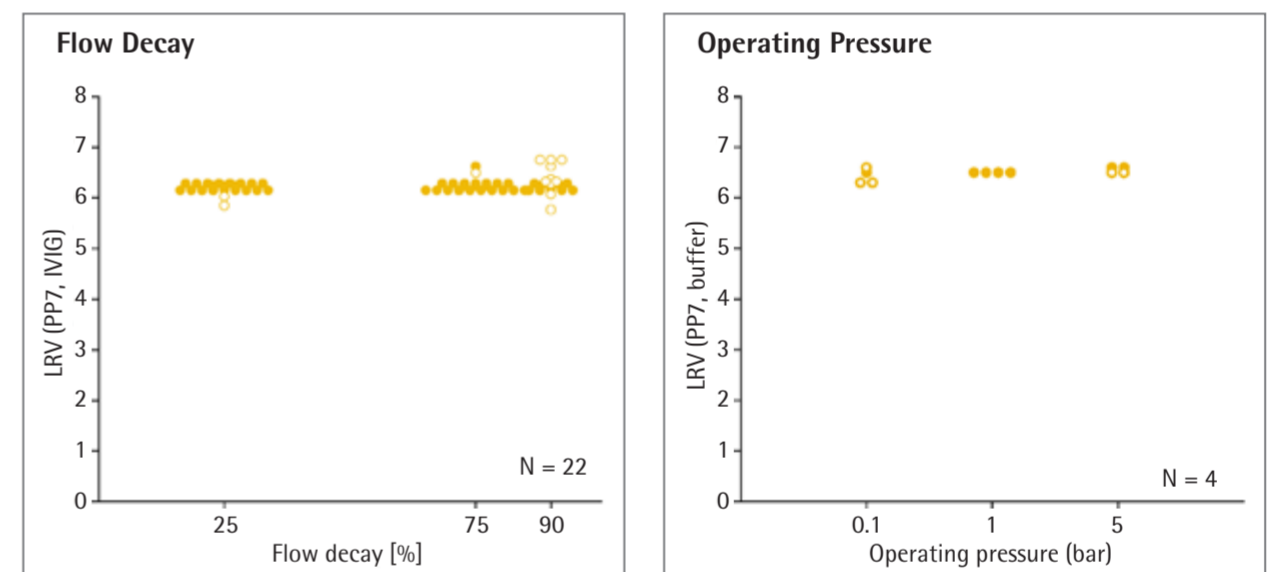 Flow Decay
8
7
6
5
4
3
2
1
0
LRV (PP7, IVIG)
N = 22
25 75 90
Flow decay [%]
Operating Pressure
8
7
6
5
4
3
2
1
0
LRV (PP7, buffer)
N = 4
0.1 1 5
Operating pressure (bar)